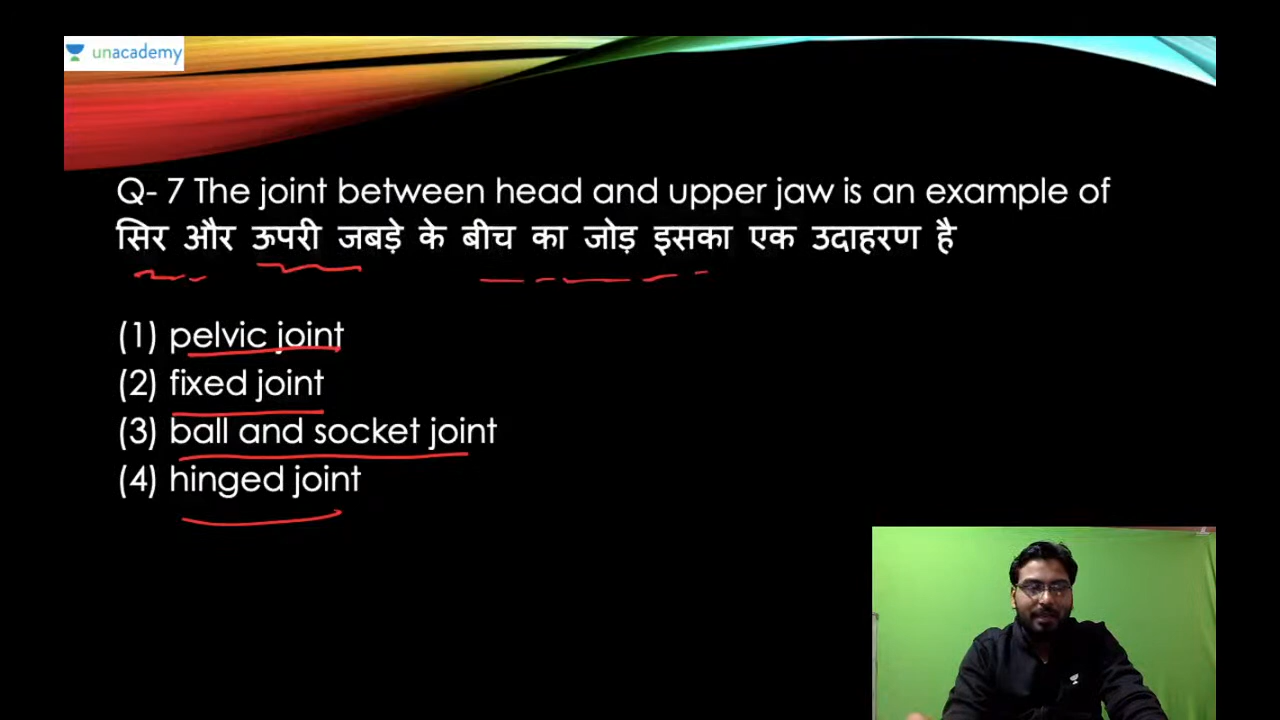 unacademy
Q- 7 The joint between head and upper jaw is an example of
सिर और ऊपरी जबड़े के बीच का जोड़ इसका एक उदाहरण है
(1) pelvic joint
(2) fixed joint
(3) ball and socket joint
(4) hinged joint